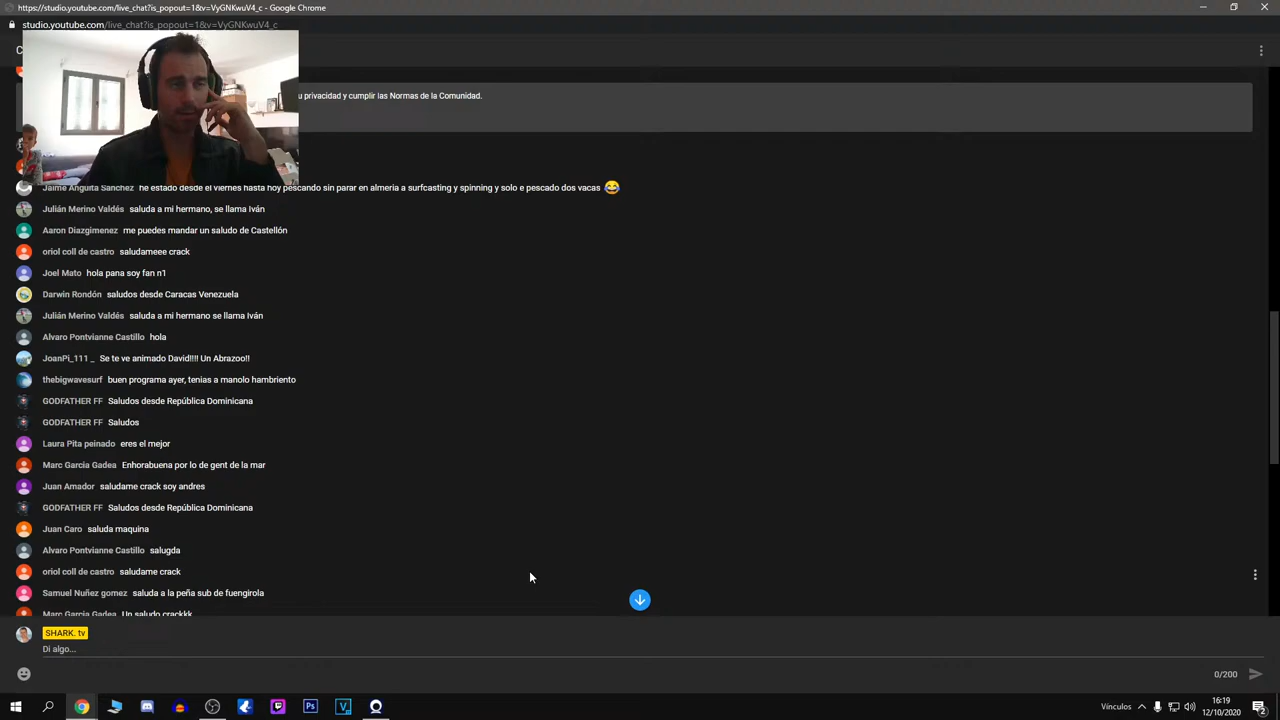 https://studio.youtube.com/live_chat?is_popout=1&v=VyGNKwuV4_c - Google Chrome
studio.youtube.com/live_chat?is_popout=1&v=VyGNKwuV4_c
u privacidad y cumplir las Normas de la Comunidad.
Jaime Anguita Sanchez he estado desde el viernes hasta hoy pescando sin parar en almeria a surfcasting y spinning y solo e pescado dos vacas 😂
Julián Merino Valdés saluda a mi hermano, se llama Iván
Aaron Diazgimenez me puedes mandar un saludo de Castellón
oriol coll de castro saludameee crack
Joel Mato hola pana soy fan n1
Darwin Rondón saludos desde Caracas Venezuela
Julián Merino Valdés saluda a mi hermano se llama Iván
Alvaro Pontvianne Castillo hola
JoanPi_111 _ Se te ve animado David!!!! Un Abrazoo!!
thebigwavesurf buen programa ayer, tenias a manolo hambriento
GODFATHER FF Saludos desde República Dominicana
GODFATHER FF Saludos
Laura Pita peinado eres el mejor
Marc Garcia Gadea Enhorabuena por lo de gent de la mar
Juan Amador saludame crack soy andres
GODFATHER FF Saludos desde República Dominicana
Juan Caro saluda maquina
Alvaro Pontvianne Castillo salugda
oriol coll de castro saludame crack
Samuel Nuñez gomez saluda a la peña sub de fuengirola
Marc Garcia Gadea Un saludo crackkk
SHARK. tv
Di algo...
0/200
Vínculos
16:19
12/10/2020